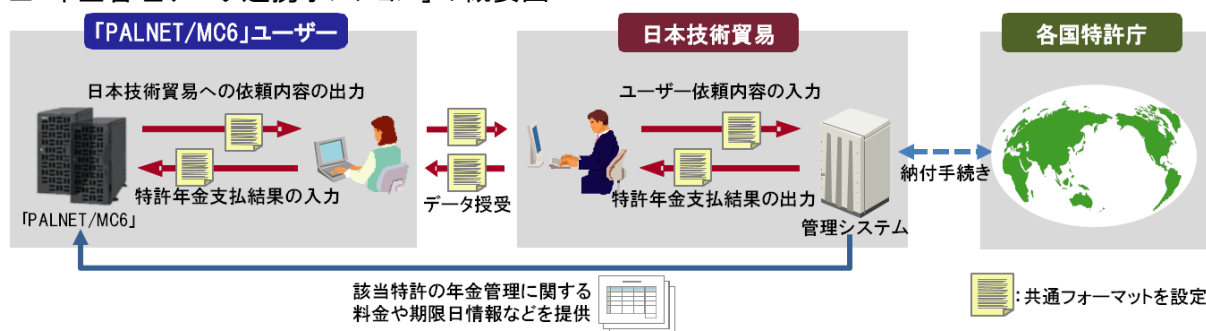 「PALNET/MC6」ユーザー
日本技術貿易
各国特許庁
日本技術貿易への依頼内容の出力
ユーザー依頼内容の入力
特許年金支払結果の入力
データ授受
特許年金支払結果の出力
納付手続き
「PALNET/MC6」
管理システム
該当特許の年金管理に関する
料金や期限日情報などを提供
:共通フォーマットを設定